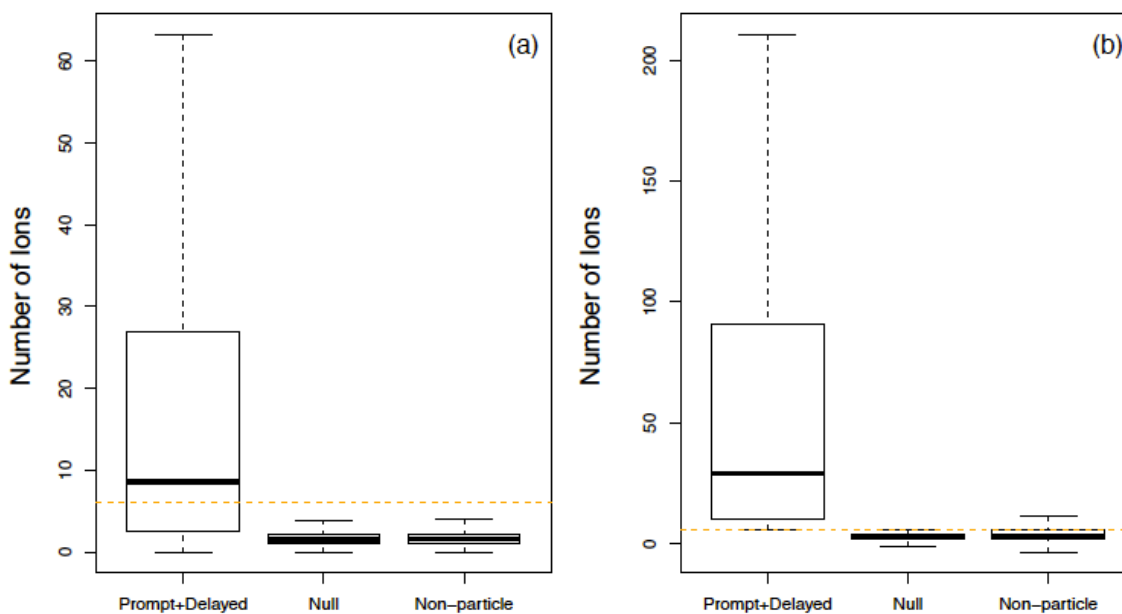 (a)
Number of Ions
60
50
40
30
20
10
0
Prompt+Delayed Null Non-particle
(b)
Number of Ions
200
150
100
50
0
Prompt+Delayed Null Non-particle